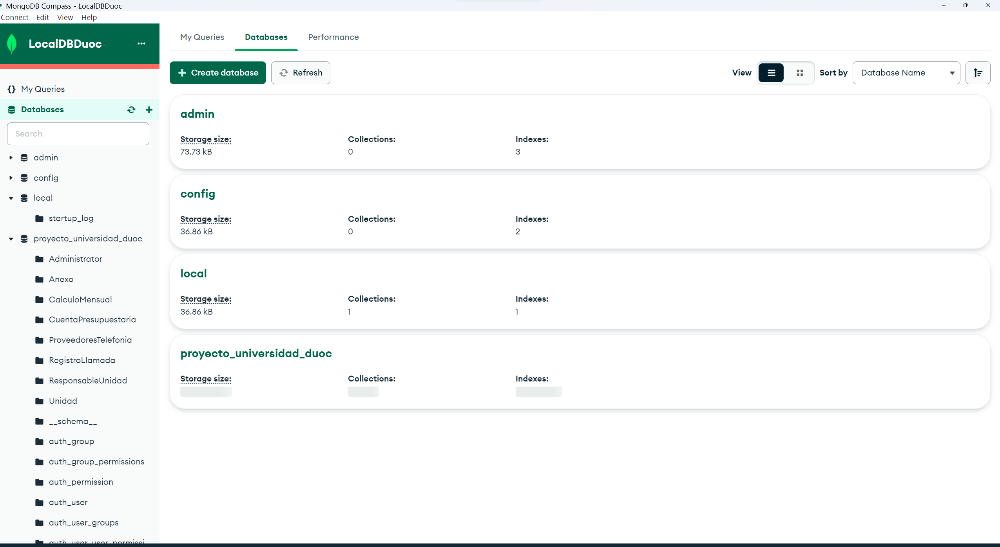 MongoDB Compass - LocalDBDuoc
Connect Edit View Help
LocalDBDuoc
My Queries
Databases
Search
admin
config
local
startup_log
proyecto_universidad_duoc
Administrator
Anexo
CalculoMensual
CuentaPresupuestaria
ProveedoresTelefonia
RegistroLlamada
ResponsableUnidad
Unidad
__schema__
auth_group
auth_group_permissions
auth_permission
auth_user
auth_user_groups
auth_user_user_permissi
My Queries Databases Performance
Create database Refresh View Sort by Database Name
admin
Storage size: Collections: Indexes:
73.73 kB 0 3
config
Storage size: Collections: Indexes:
36.86 kB 0 2
local
Storage size: Collections: Indexes:
36.86 kB 1 1
proyecto_universidad_duoc
Storage size: Collections: Indexes: